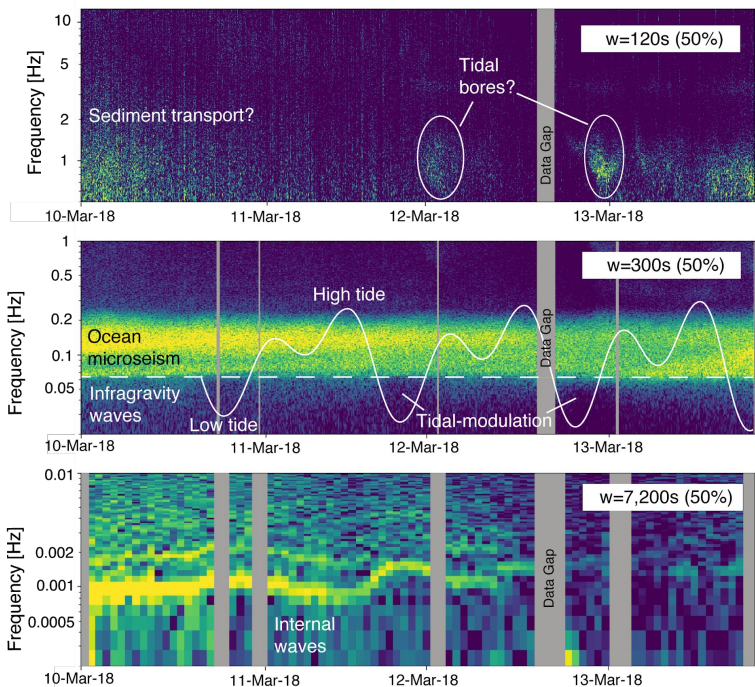 Frequency [Hz]
10
5
2
1
w=120s (50%)
Tidal
bores?
Sediment transport?
Data Gap
10-Mar-18
11-Mar-18
12-Mar-18
13-Mar-18
Frequency [Hz]
1
0.5
0.2
0.1
0.05
w=300s (50%)
High tide
Ocean
microseism
Data Gap
Infragravity
waves
Low tide
Tidal-modulation
10-Mar-18
11-Mar-18
12-Mar-18
13-Mar-18
Frequency [Hz]
0.01
0.002
0.001
0.0005
w=7,200s (50%)
Data Gap
Internal
waves
10-Mar-18
11-Mar-18
12-Mar-18
13-Mar-18